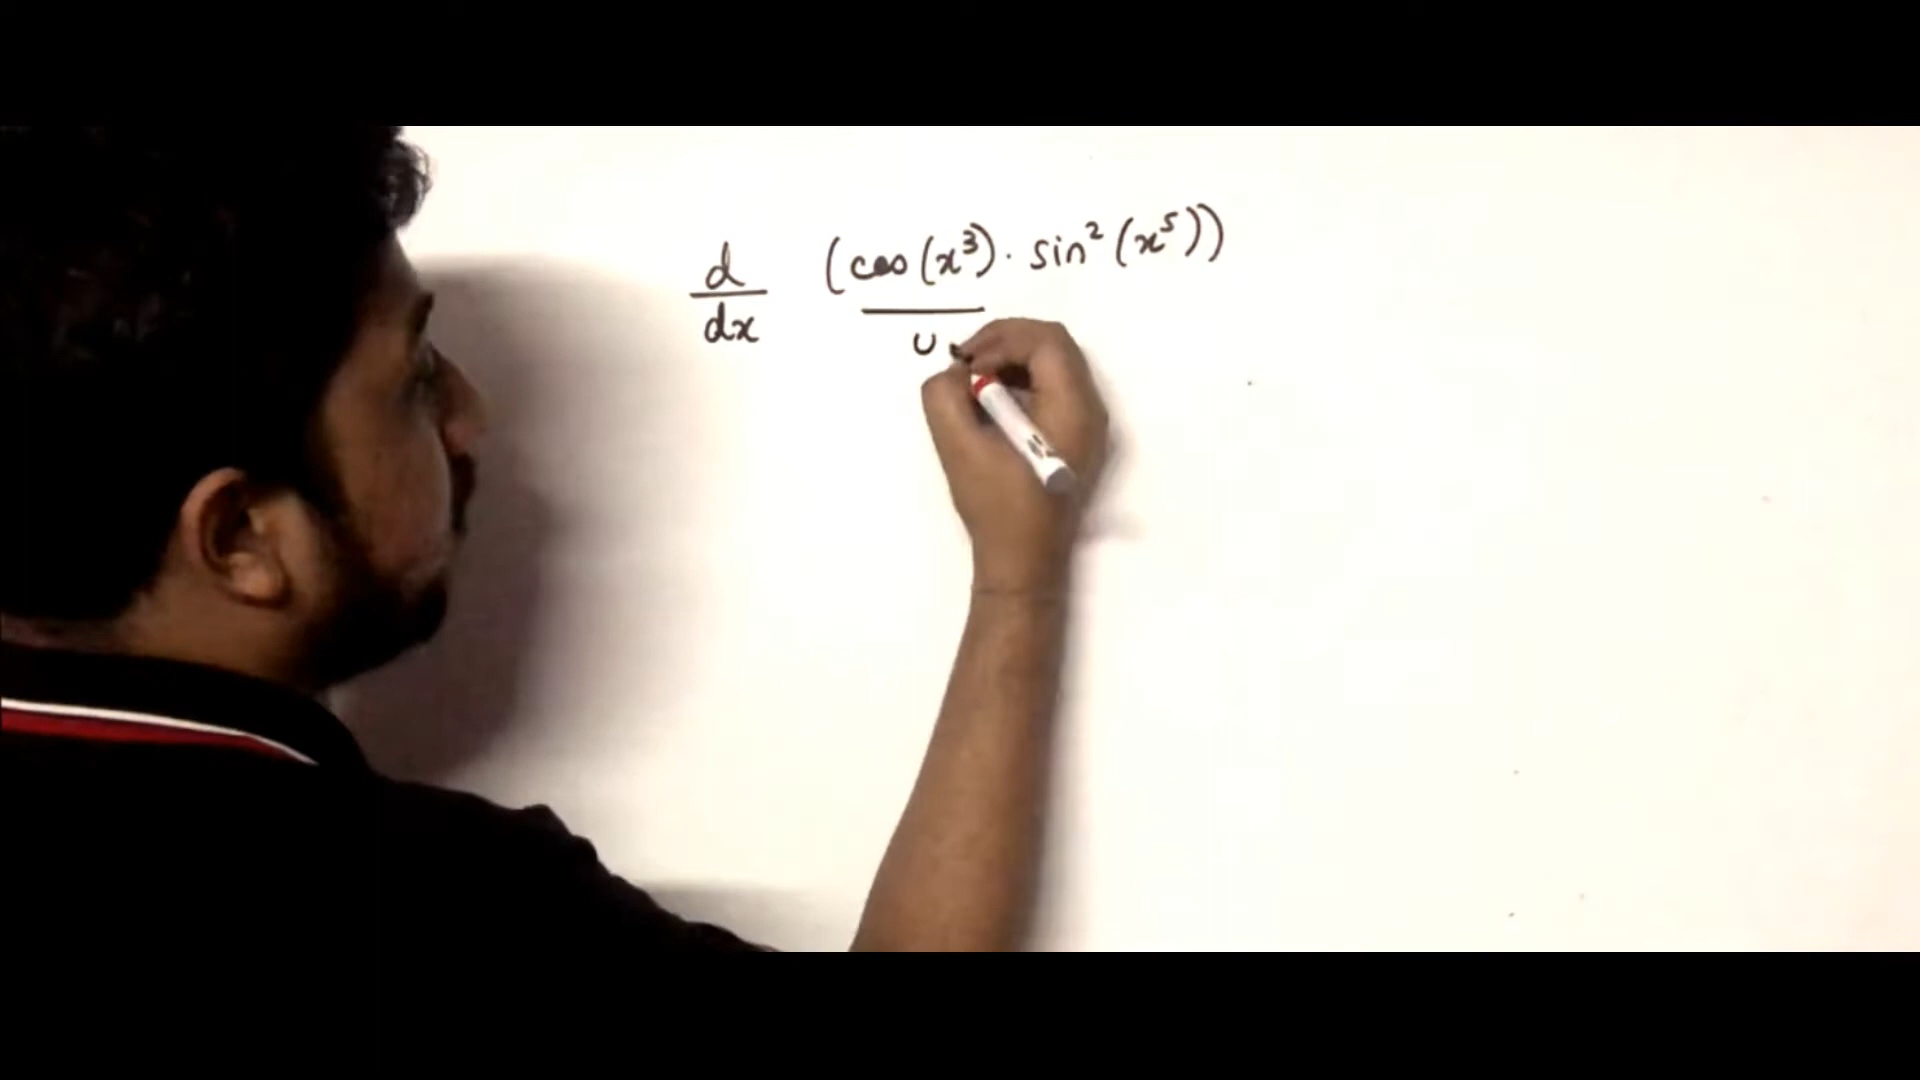 d/dx (cos(x³) · sin²(x⁵))
U